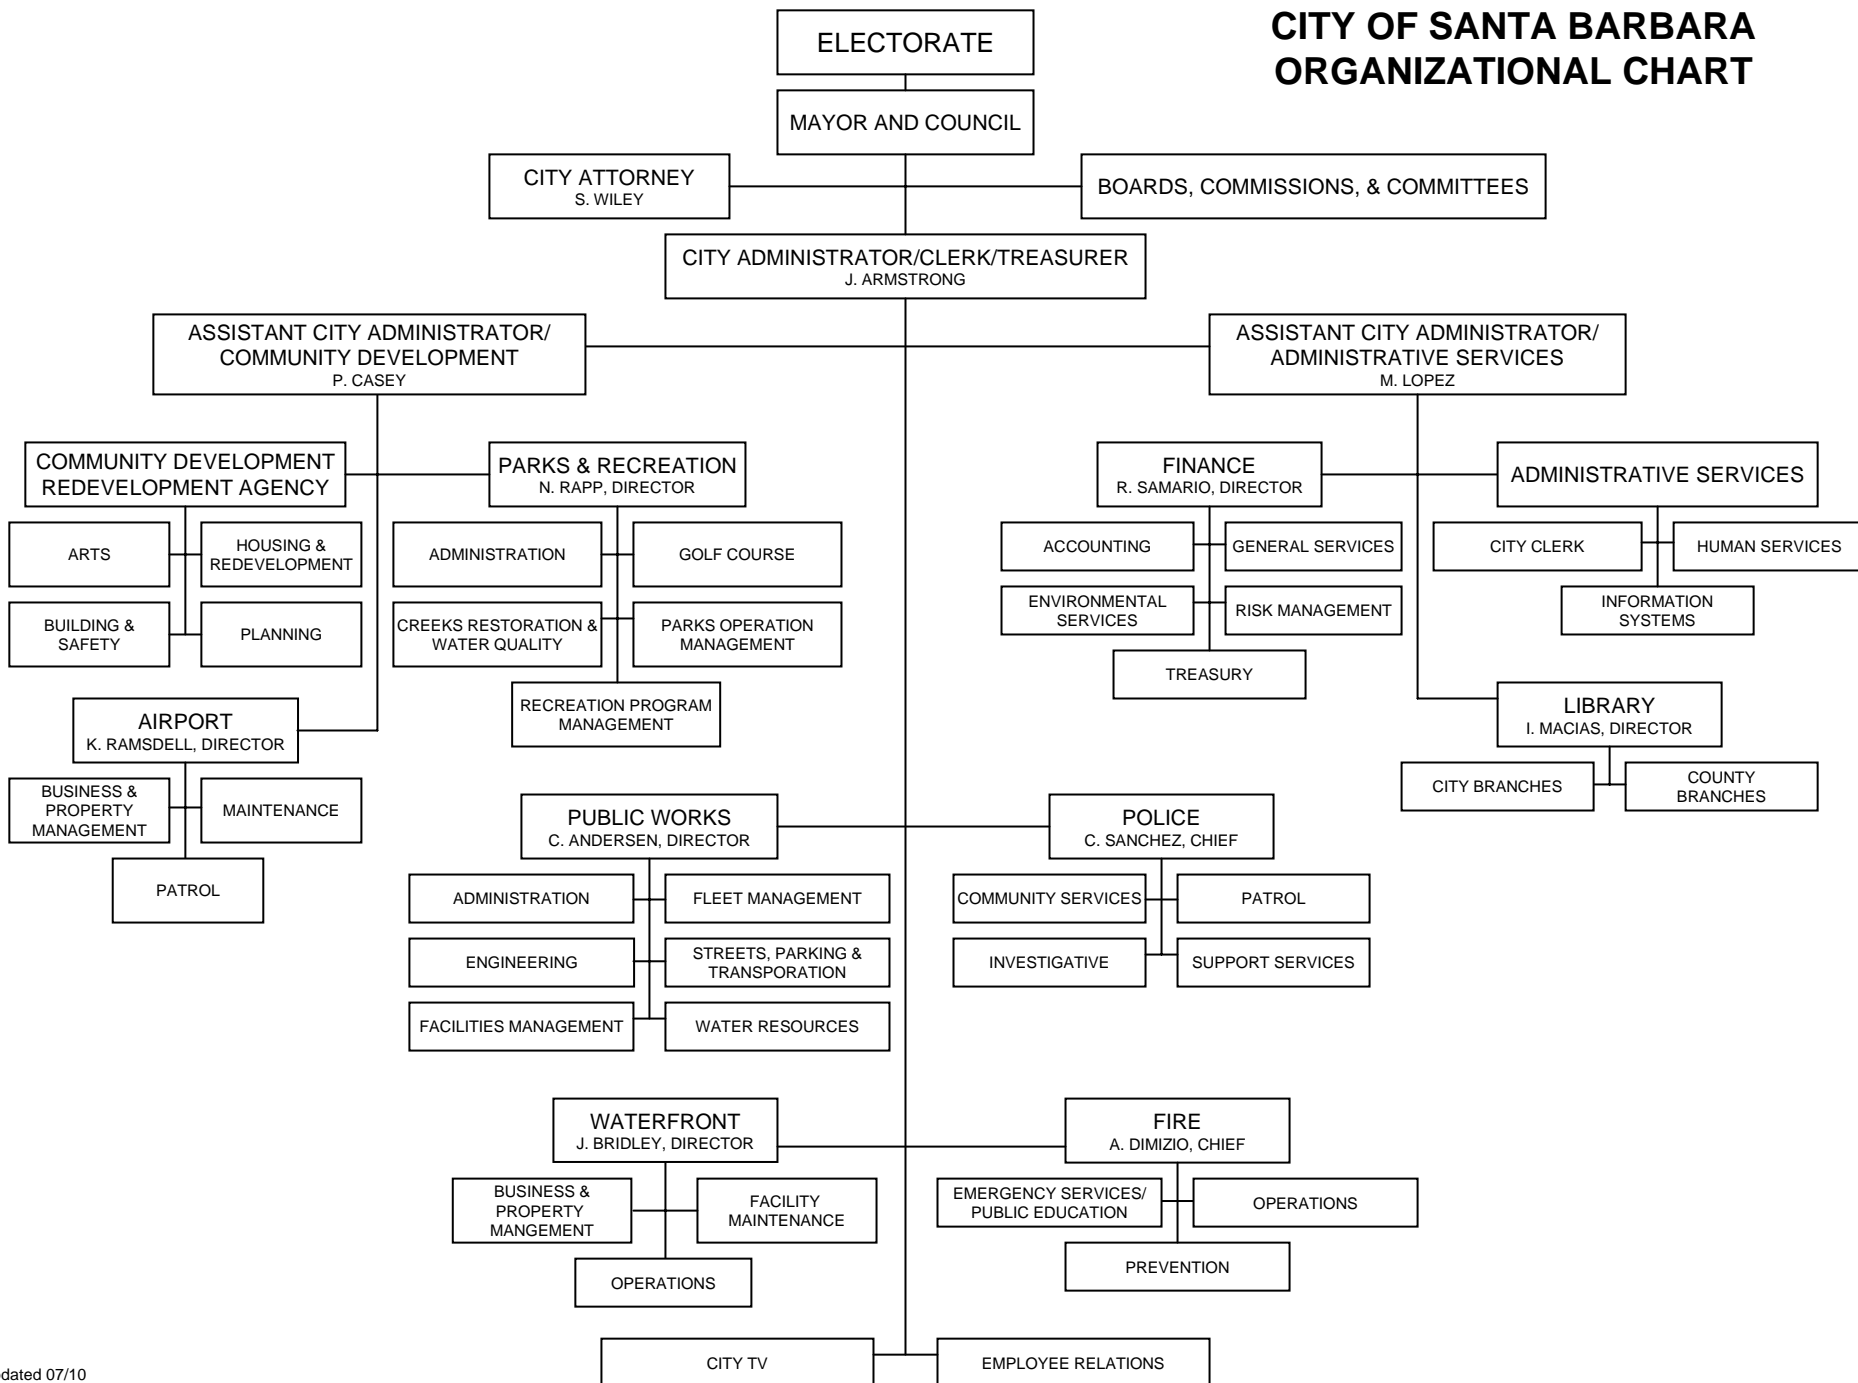 CITY OF SANTA BARBARA
ORGANIZATIONAL CHART
ELECTORATE
MAYOR AND COUNCIL
CITY ATTORNEY
S. WILEY
BOARDS, COMMISSIONS, & COMMITTEES
CITY ADMINISTRATOR/CLERK/TREASURER
J. ARMSTRONG
ASSISTANT CITY ADMINISTRATOR/
COMMUNITY DEVELOPMENT
P. CASEY
ASSISTANT CITY ADMINISTRATOR/
ADMINISTRATIVE SERVICES
M. LOPEZ
COMMUNITY DEVELOPMENT
REDEVELOPMENT AGENCY
ARTS
HOUSING &
REDEVELOPMENT
BUILDING &
SAFETY
PLANNING
PARKS & RECREATION
N. RAPP, DIRECTOR
ADMINISTRATION
GOLF COURSE
CREEKS RESTORATION &
WATER QUALITY
PARKS OPERATION
MANAGEMENT
RECREATION PROGRAM
MANAGEMENT
FINANCE
R. SAMARIO, DIRECTOR
ACCOUNTING
GENERAL SERVICES
ENVIRONMENTAL
SERVICES
RISK MANAGEMENT
TREASURY
ADMINISTRATIVE SERVICES
CITY CLERK
HUMAN SERVICES
INFORMATION
SYSTEMS
AIRPORT
K. RAMSDELL, DIRECTOR
BUSINESS &
PROPERTY
MANAGEMENT
MAINTENANCE
PATROL
LIBRARY
I. MACIAS, DIRECTOR
CITY BRANCHES
COUNTY
BRANCHES
PUBLIC WORKS
C. ANDERSEN, DIRECTOR
ADMINISTRATION
FLEET MANAGEMENT
ENGINEERING
STREETS, PARKING &
TRANSPORATION
FACILITIES MANAGEMENT
WATER RESOURCES
POLICE
C. SANCHEZ, CHIEF
COMMUNITY SERVICES
PATROL
INVESTIGATIVE
SUPPORT SERVICES
WATERFRONT
J. BRIDLEY, DIRECTOR
BUSINESS &
PROPERTY
MANGEMENT
FACILITY
MAINTENANCE
OPERATIONS
FIRE
A. DIMIZIO, CHIEF
EMERGENCY SERVICES/
PUBLIC EDUCATION
OPERATIONS
PREVENTION
CITY TV
EMPLOYEE RELATIONS
dated 07/10